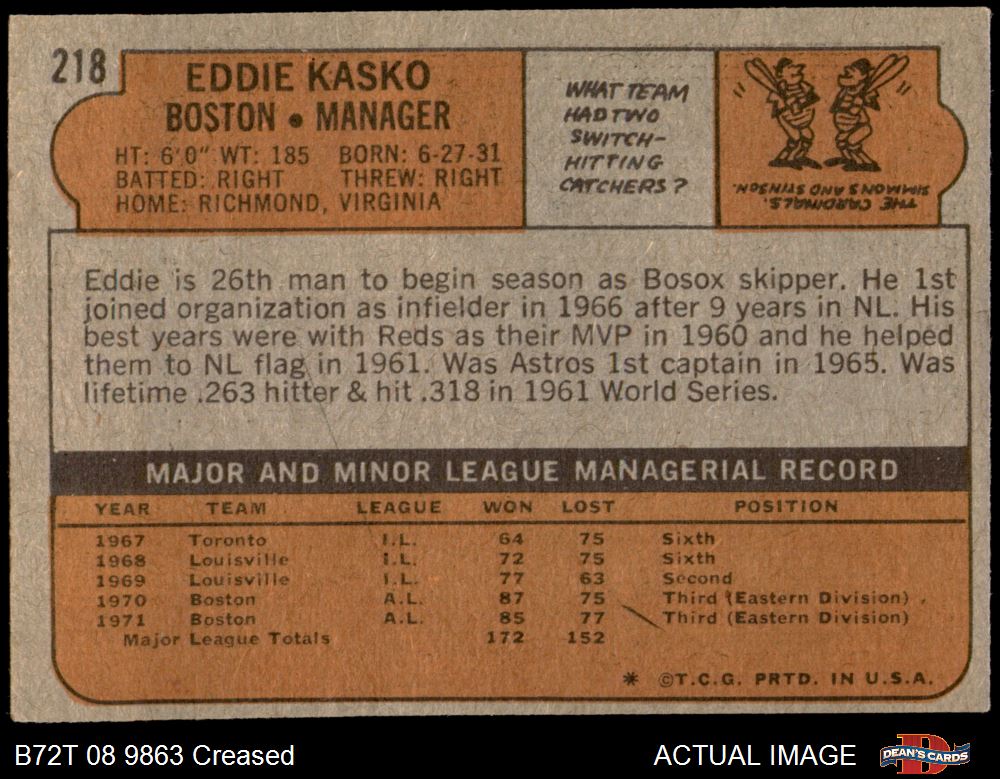 218
EDDIE KASKO
BOSTON • MANAGER
HT: 6'0" WT: 185 BORN: 6-27-31
BATTED: RIGHT THREW: RIGHT
HOME: RICHMOND, VIRGINIA
WHAT TEAM
HAD TWO
SWITCH-
HITTING
CATCHERS?
THE CARDINALS.
SIMMONS AND STINSON.
Eddie is 26th man to begin season as Bosox skipper. He 1st
joined organization as infielder in 1966 after 9 years in NL. His
best years were with Reds as their MVP in 1960 and he helped
them to NL flag in 1961. Was Astros 1st captain in 1965. Was
lifetime .263 hitter & hit .318 in 1961 World Series.
MAJOR AND MINOR LEAGUE MANAGERIAL RECORD
YEAR TEAM LEAGUE WON LOST POSITION
1967 Toronto I.L. 64 75 Sixth
1968 Louisville I.L. 72 75 Sixth
1969 Louisville I.L. 77 63 Second
1970 Boston A.L. 87 75 Third (Eastern Division)
1971 Boston A.L. 85 77 Third (Eastern Division)
Major League Totals 172 152
* ©T.C.G. PRTD. IN U.S.A.
B72T 08 9863 Creased ACTUAL IMAGE DEAN'S CARDS